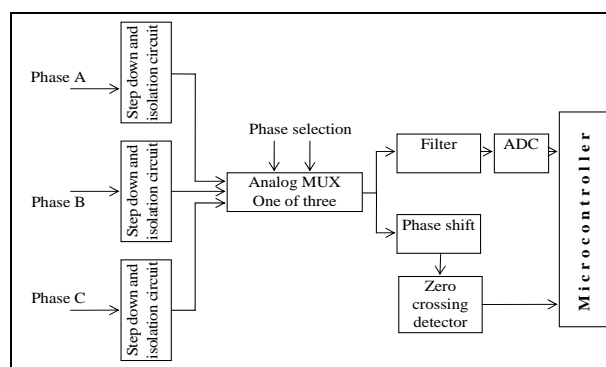 Phase A
Step down and
isolation circuit
Phase B
Step down and
isolation circuit
Phase C
Step down and
isolation circuit
Phase selection
Analog MUX
One of three
Filter
ADC
Phase shift
Zero
crossing
detector
Microcontroller